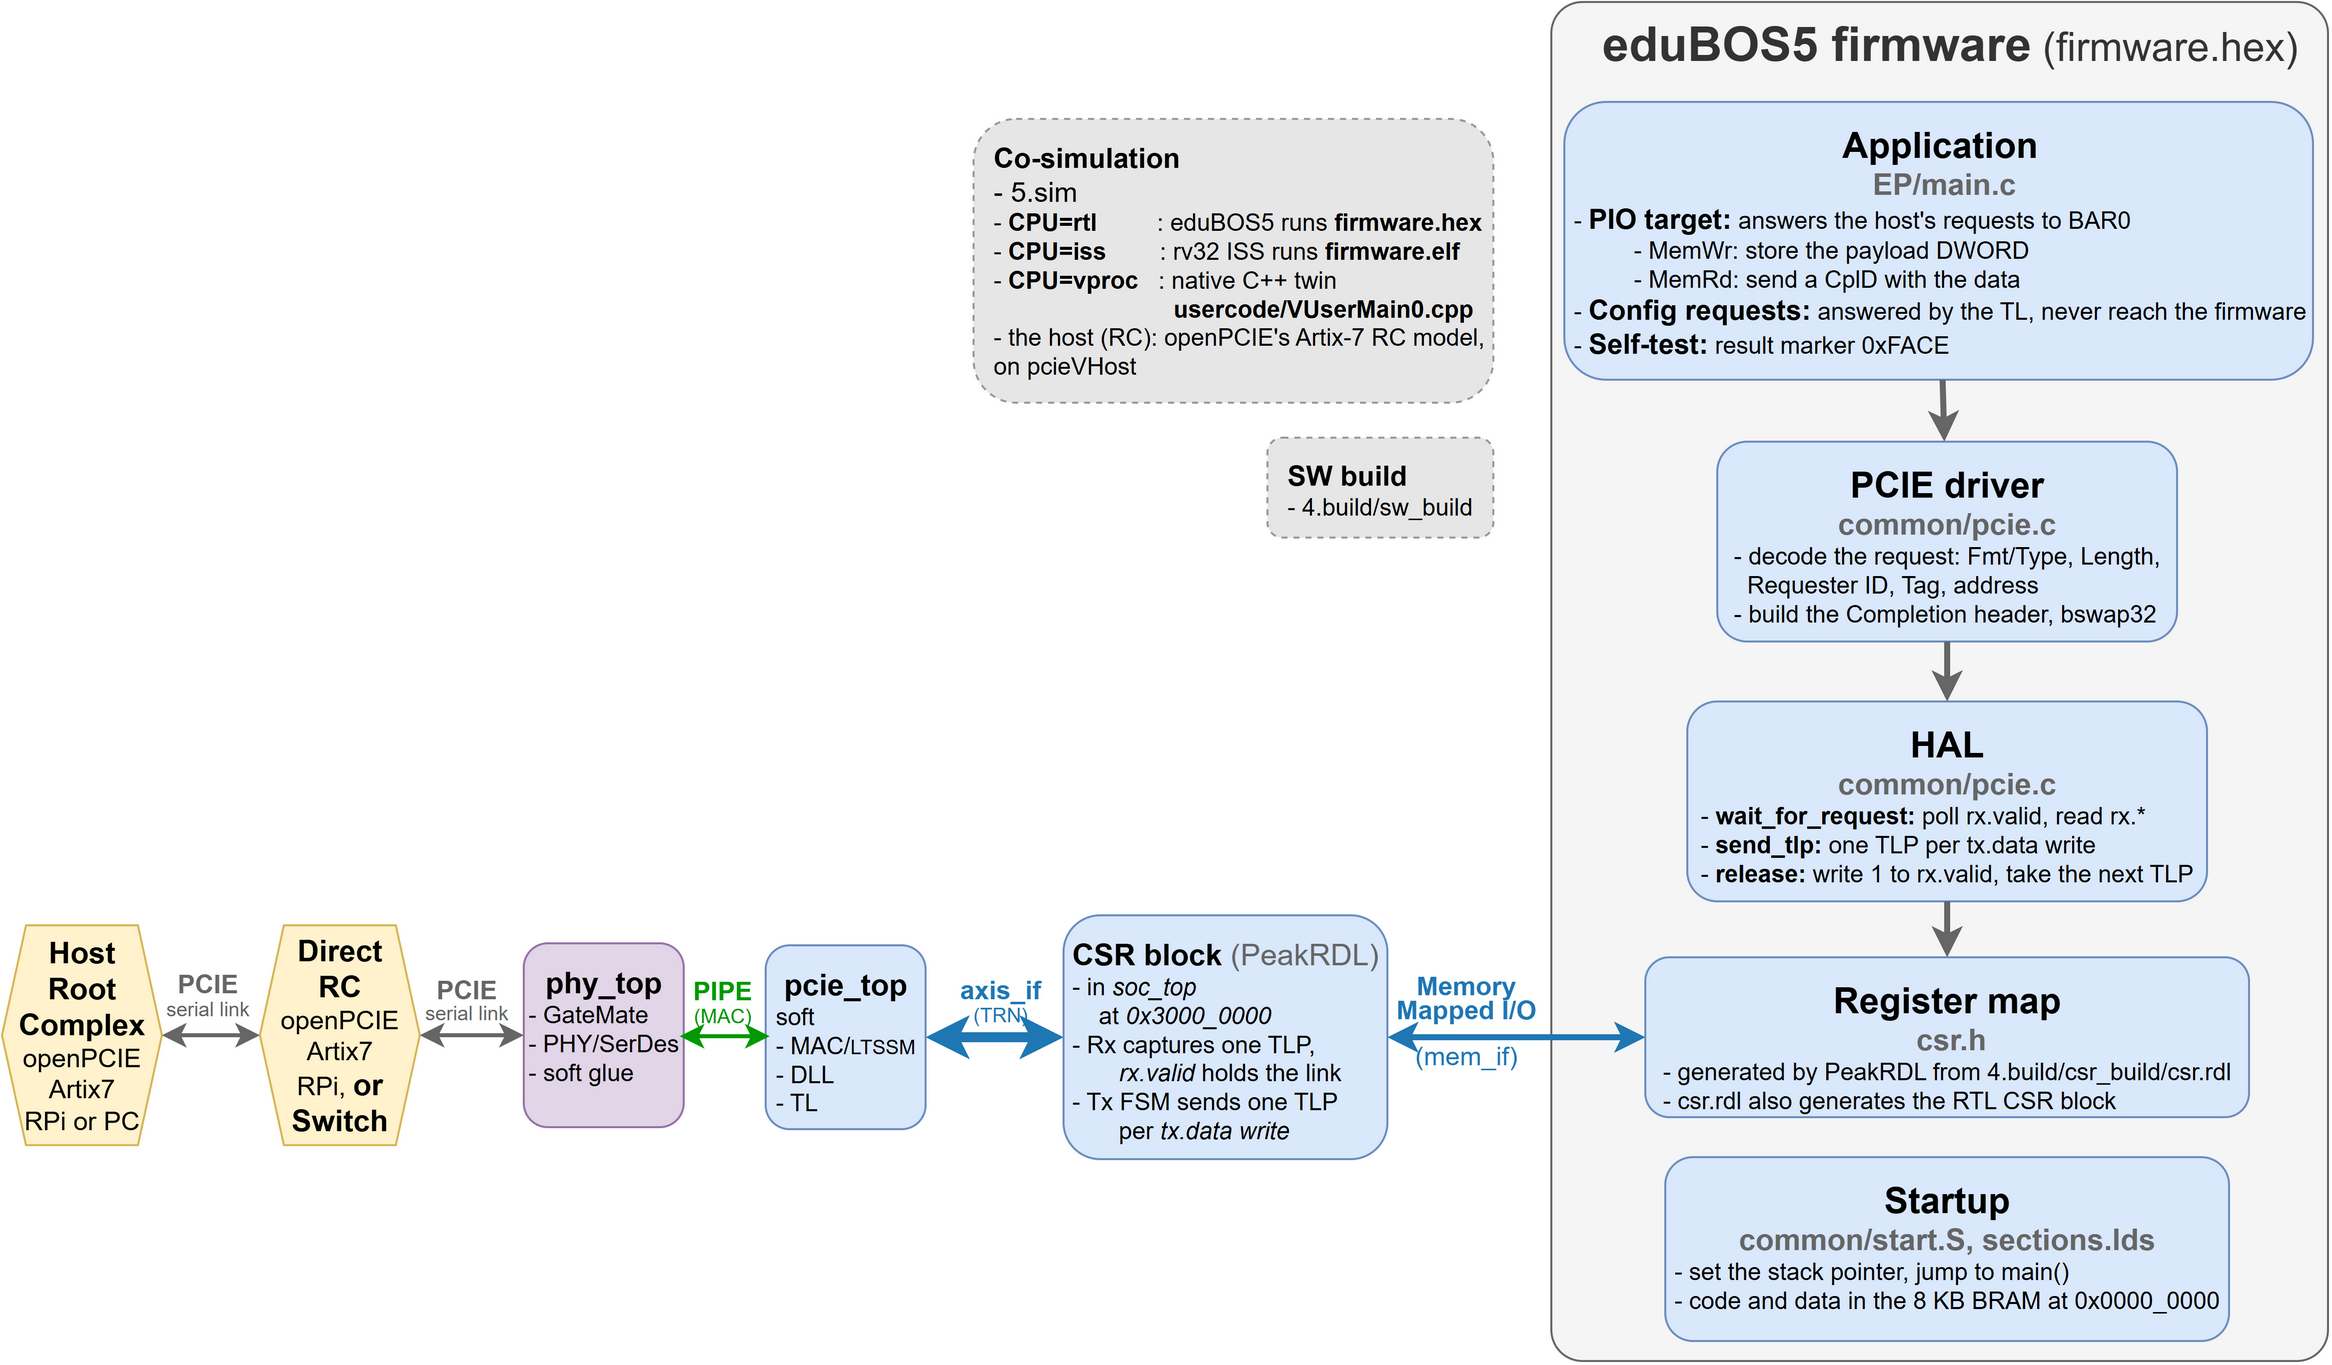 eduBOS5 firmware (firmware.hex)
Application
EP/main.c
- PIO target: answers the host's requests to BAR0
- MemWr: store the payload DWORD
- MemRd: send a CplD with the data
- Config requests: answered by the TL, never reach the firmware
- Self-test: result marker 0xFACE
Co-simulation
- 5.sim
- CPU=rtl : eduBOS5 runs firmware.hex
- CPU=iss : rv32 ISS runs firmware.elf
- CPU=vproc : native C++ twin
usercode/VUserMain0.cpp
- the host (RC): openPCIE's Artix-7 RC model,
on pcieVHost
SW build
- 4.build/sw_build
PCIE driver
common/pcie.c
- decode the request: Fmt/Type, Length,
Requester ID, Tag, address
- build the Completion header, bswap32
HAL
common/pcie.c
- wait_for_request: poll rx.valid, read rx.*
- send_tlp: one TLP per tx.data write
- release: write 1 to rx.valid, take the next TLP
Host
Root
Complex
openPCIE
Artix7
RPi or PC
PCIE
serial link
Direct
RC
openPCIE
Artix7
RPi, or
Switch
PCIE
serial link
phy_top
- GateMate
- PHY/SerDes
- soft glue
PIPE
(MAC)
pcie_top
soft
- MAC/LTSSM
- DLL
- TL
axis_if
(TRN)
CSR block (PeakRDL)
- in soc_top
at 0x3000_0000
- Rx captures one TLP,
rx.valid holds the link
- Tx FSM sends one TLP
per tx.data write
Memory
Mapped I/O
(mem_if)
Register map
csr.h
- generated by PeakRDL from 4.build/csr_build/csr.rdl
- csr.rdl also generates the RTL CSR block
Startup
common/start.S, sections.lds
- set the stack pointer, jump to main()
- code and data in the 8 KB BRAM at 0x0000_0000